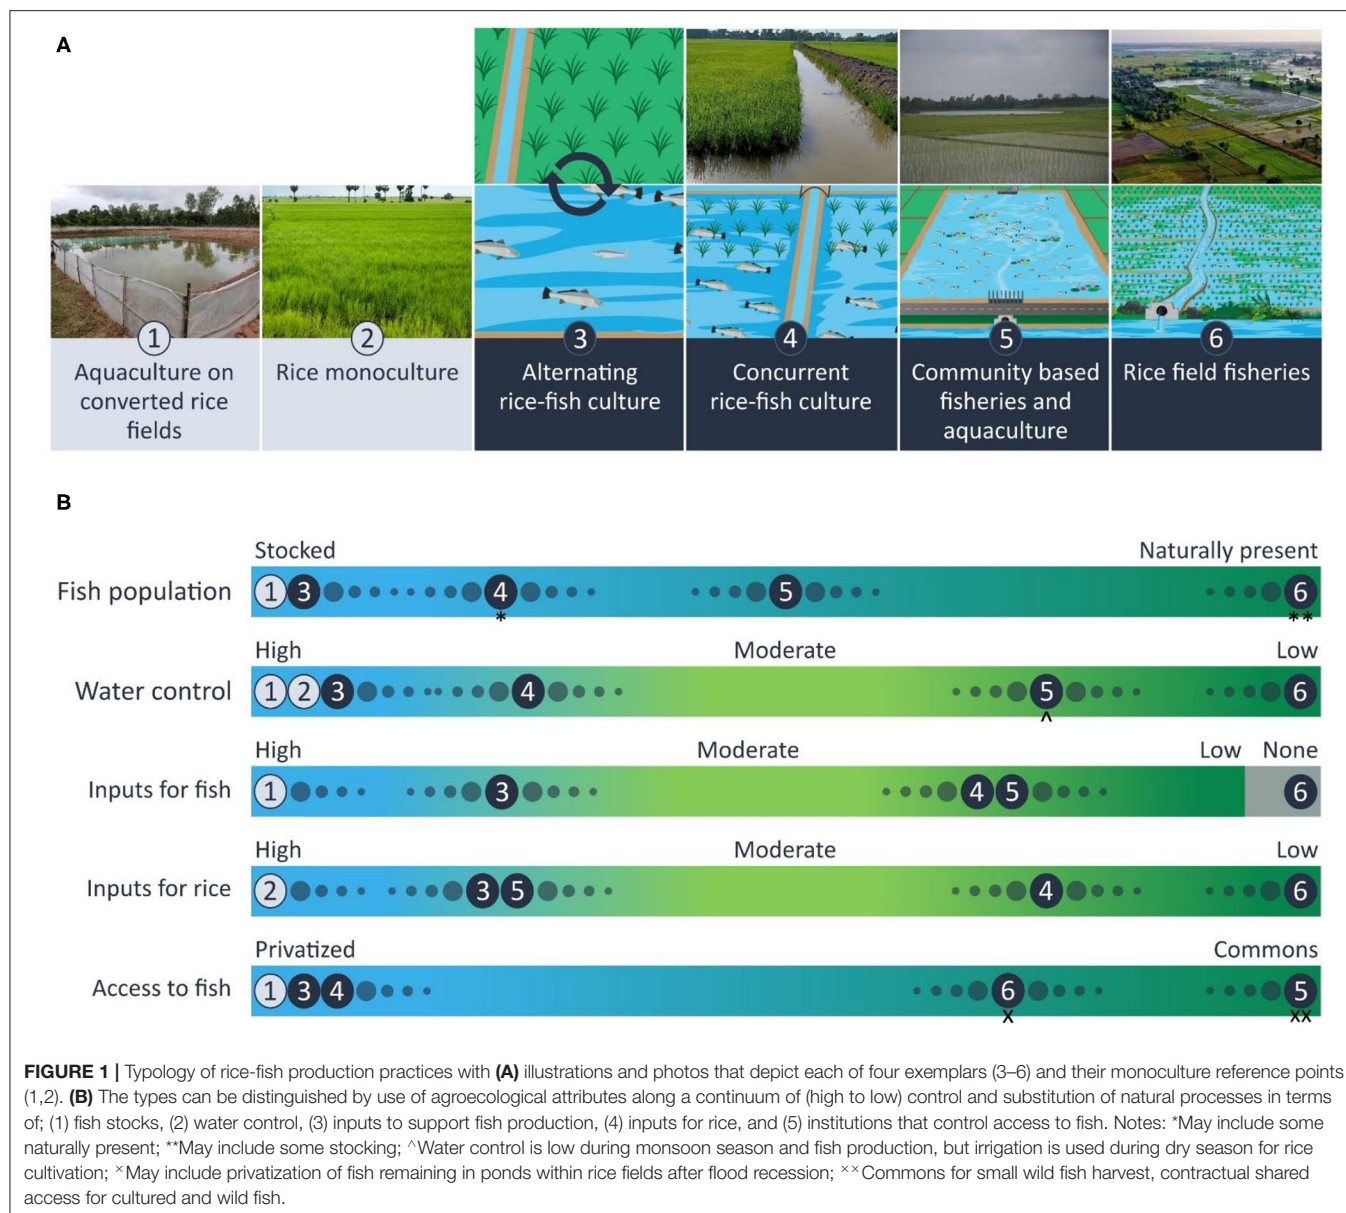 A
1
2
3
4
5
6
Aquaculture on
converted rice
fields
Rice monoculture
Alternating
rice-fish culture
Concurrent
rice-fish culture
Community based
fisheries and
aquaculture
Rice field fisheries
B
Stocked Naturally present
Fish population 1 3 4 5 6
* **
High Moderate Low
Water control 1 2 3 4 5 6
^
High Moderate Low None
Inputs for fish 1 3 4 5 6
High Moderate Low
Inputs for rice 2 3 5 4 6
Privatized Commons
Access to fish 1 3 4 6 5
x xx
FIGURE 1 | Typology of rice-fish production practices with (A) illustrations and photos that depict each of four exemplars (3–6) and their monoculture reference points
(1,2). (B) The types can be distinguished by use of agroecological attributes along a continuum of (high to low) control and substitution of natural processes in terms
of; (1) fish stocks, (2) water control, (3) inputs to support fish production, (4) inputs for rice, and (5) institutions that control access to fish. Notes: *May include some
naturally present; **May include some stocking; ^Water control is low during monsoon season and fish production, but irrigation is used during dry season for rice
cultivation; ×May include privatization of fish remaining in ponds within rice fields after flood recession; ××Commons for small wild fish harvest, contractual shared
access for cultured and wild fish.